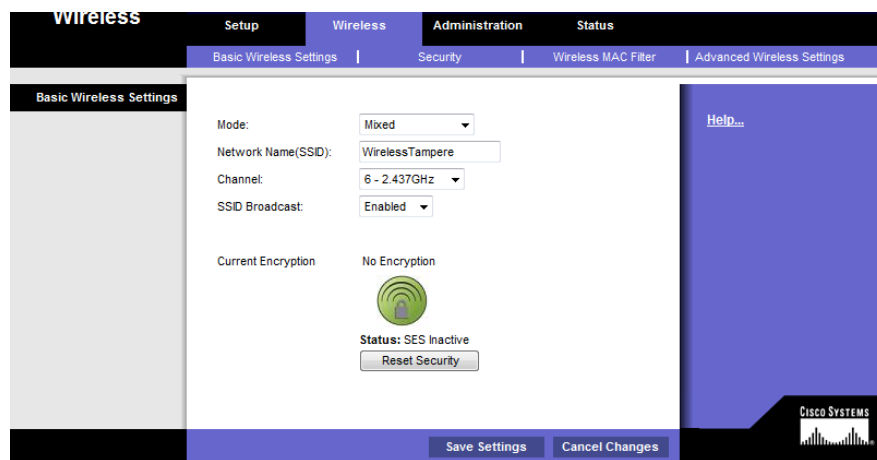 Wireless
Setup Wireless Administration Status
Basic Wireless Settings | Security | Wireless MAC Filter | Advanced Wireless Settings
Basic Wireless Settings
Help...
Mode: Mixed
Network Name(SSID): WirelessTampere
Channel: 6 - 2.437GHz
SSID Broadcast: Enabled
Current Encryption No Encryption
Status: SES Inactive
Reset Security
Save Settings Cancel Changes
CISCO SYSTEMS